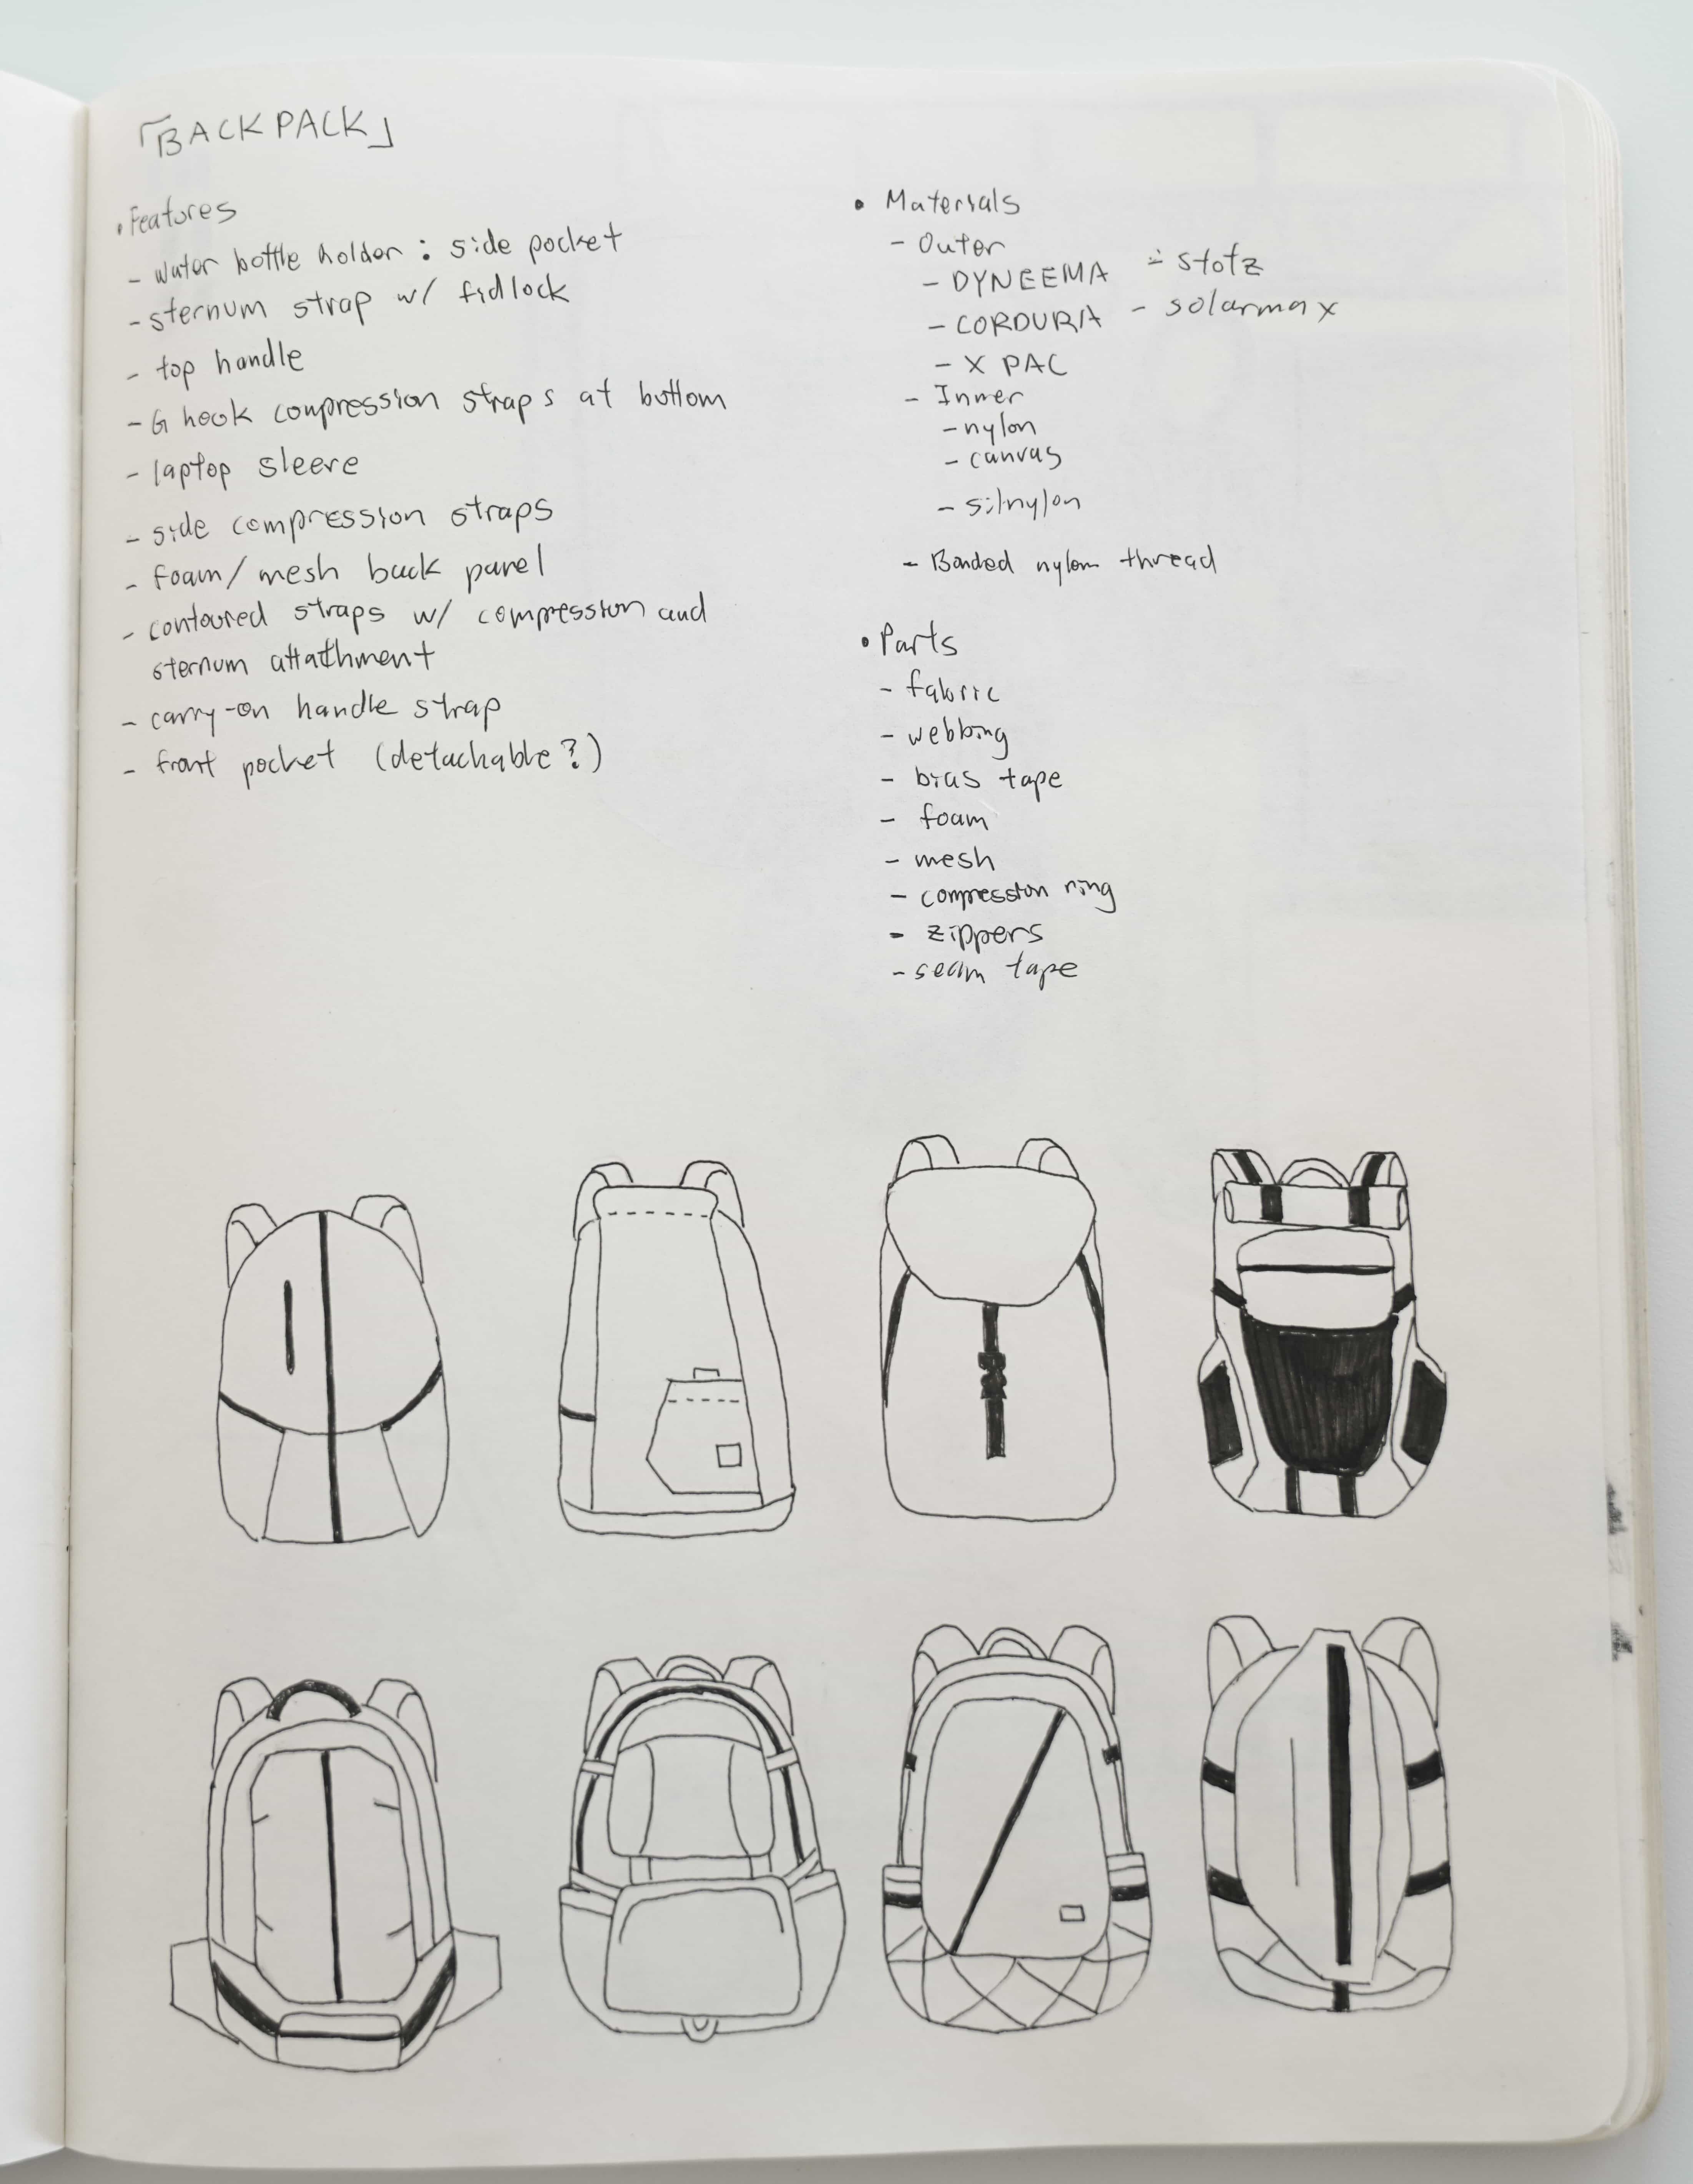 「BACKPACK」
• Features
- water bottle holder : side pocket
- sternum strap w/ fidlock
- top handle
- G hook compression straps at bottom
- laptop sleeve
- side compression straps
- foam/mesh back panel
- contoured straps w/ compression and
sternum attathment
- carry-on handle strap
- front pocket (detachable?)
• Materials
- Outer
- DYNEEMA - stotz
- CORDURA - solarmax
- X PAC
- Inner
- nylon
- canvas
- silnylon
- Bonded nylon thread
• Parts
- fabric
- webbing
- bias tape
- foam
- mesh
- compression ring
- zippers
- seam tape